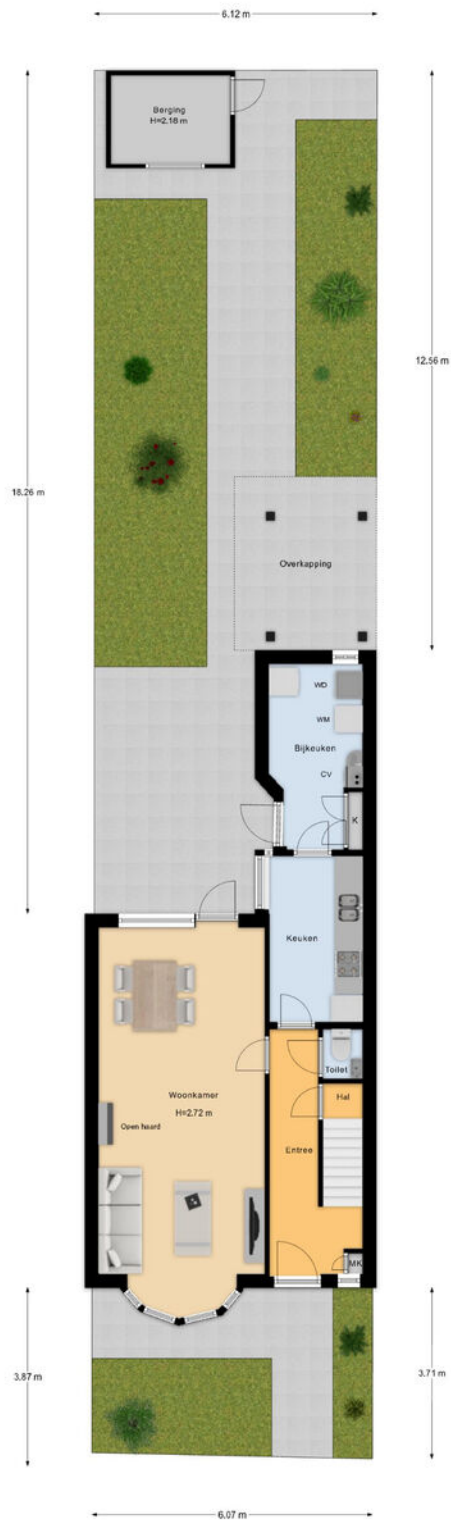 6.12 m
Berging
H=2.18 m
12.56 m
18.26 m
Overkapping
WD
WM
Bijkeuken
CV
K
Keuken
Toilet
Woonkamer
H=2.72 m
Hal
Open haard
Entree
MK
3.87 m
3.71 m
6.07 m